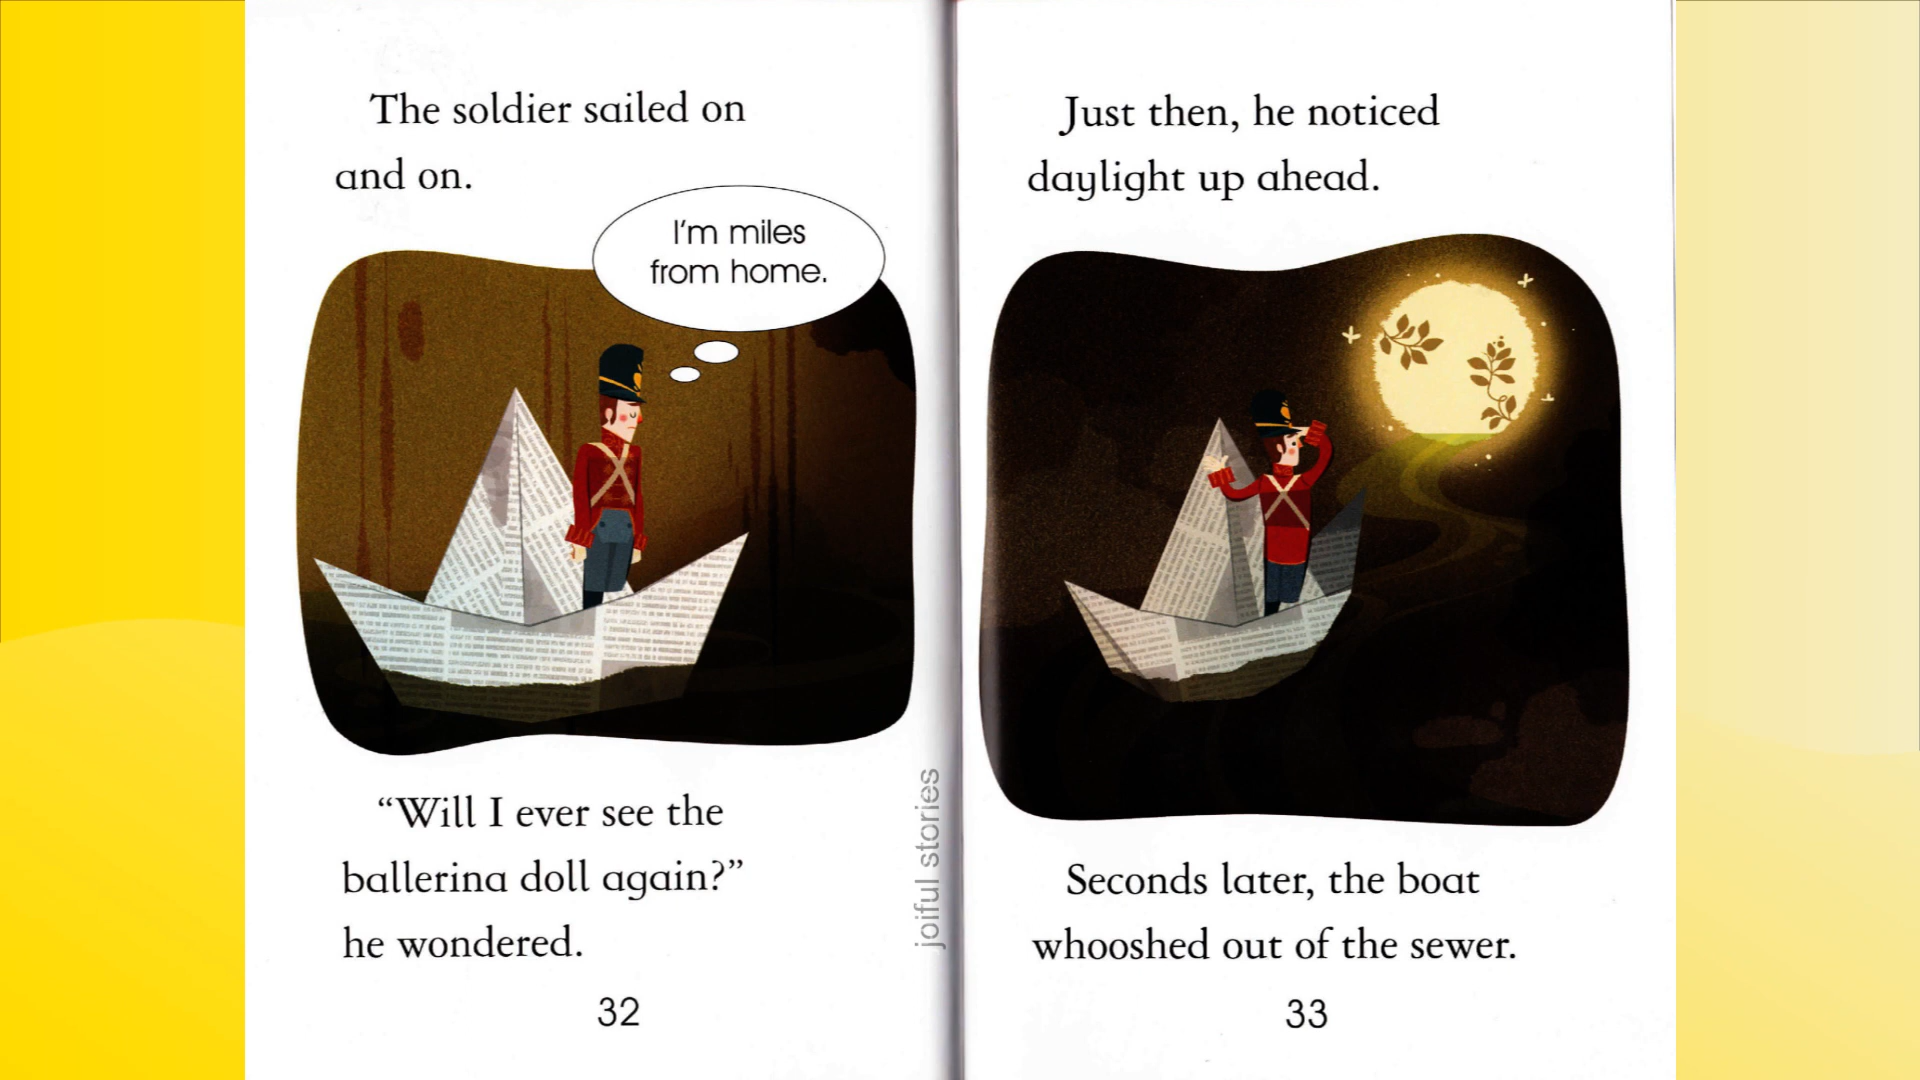 The soldier sailed on
and on.
I'm miles
from home.
“Will I ever see the
ballerina doll again?”
he wondered.
32
joiful stories
Just then, he noticed
daylight up ahead.
Seconds later, the boat
whooshed out of the sewer.
33